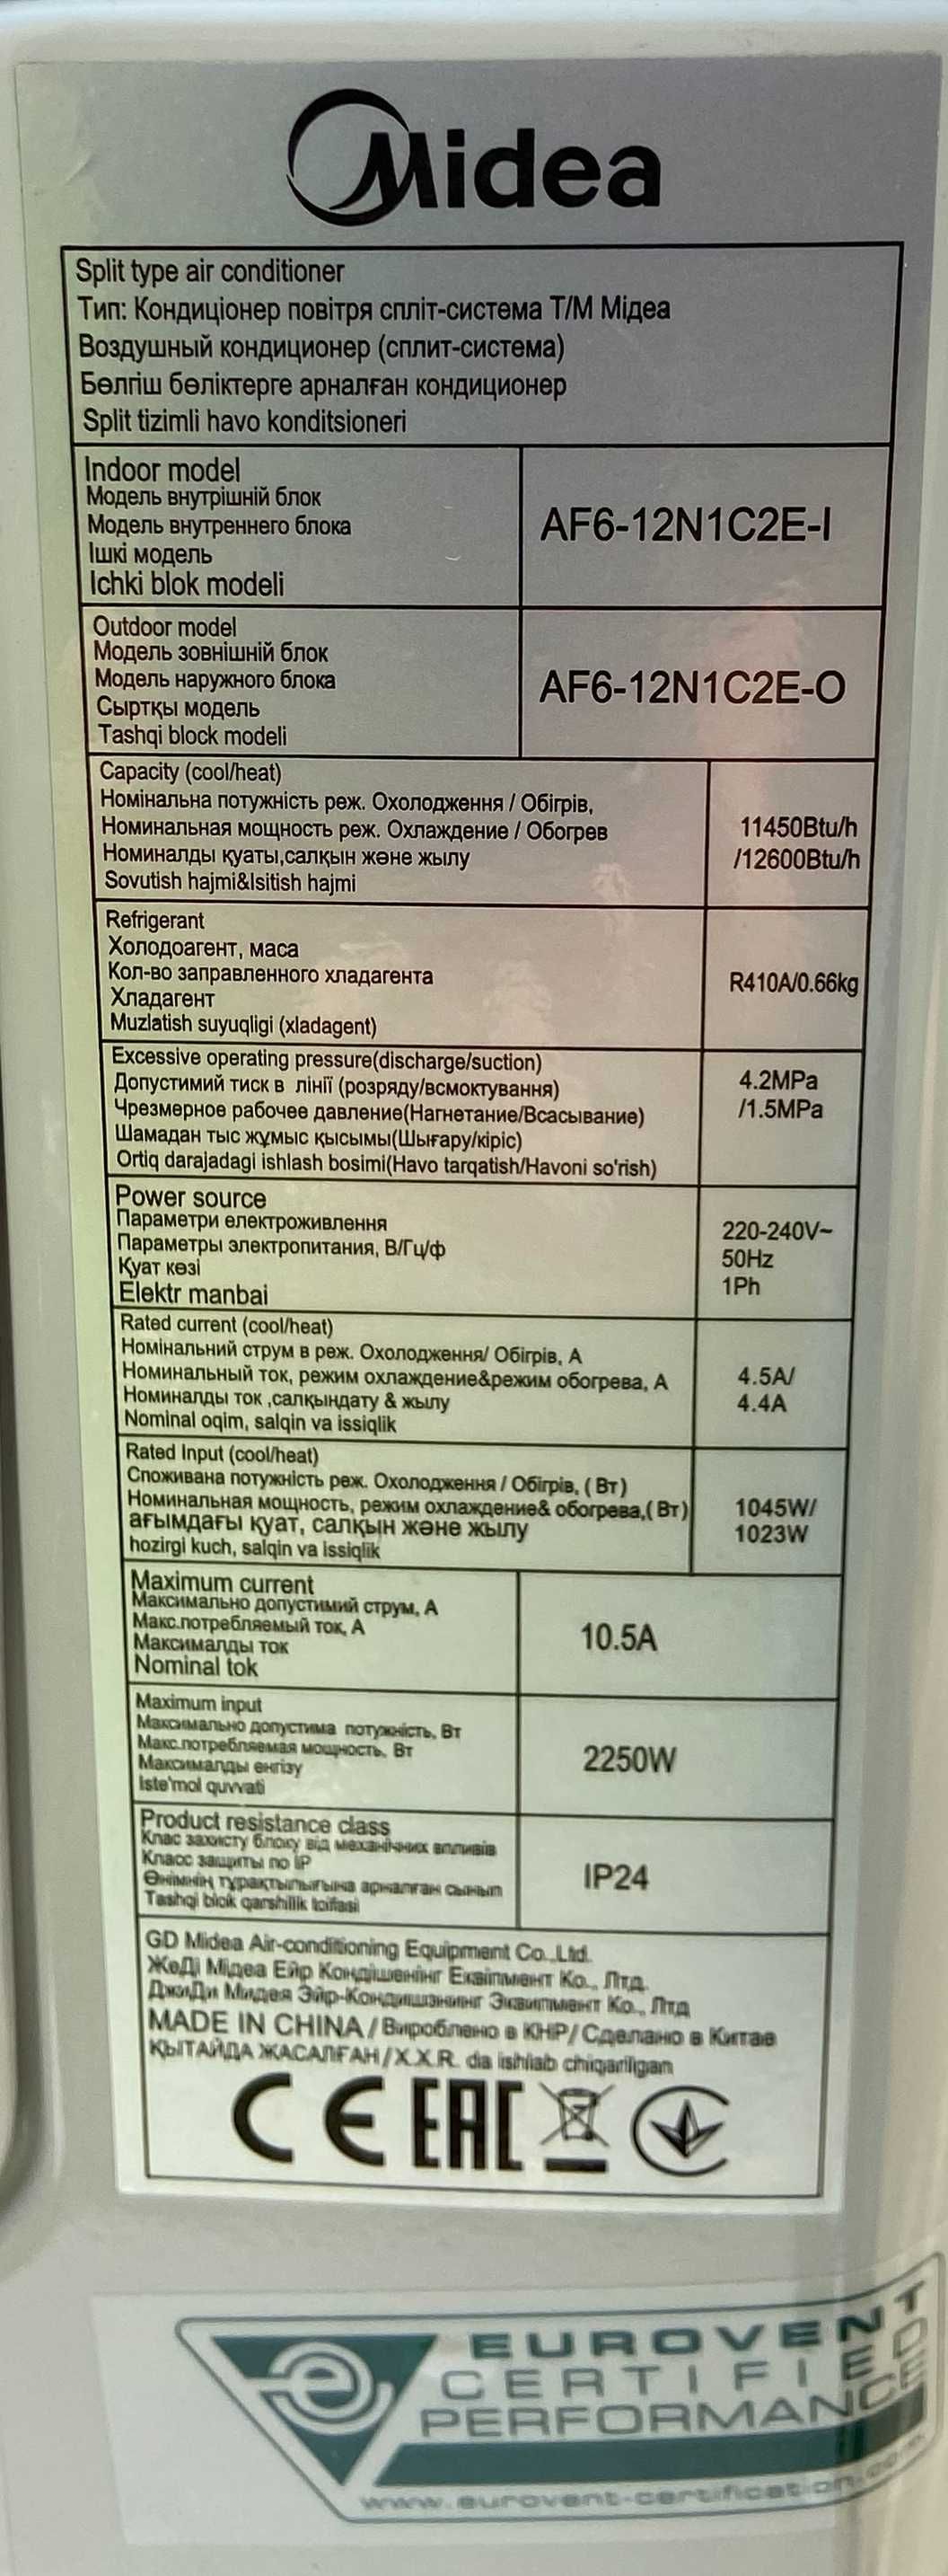 Midea
Split type air conditioner
Тип: Кондиціонер повітря спліт-система Т/М Мідеа
Воздушный кондиционер (сплит-система)
Бөлгіш бөліктерге арналған кондиционер
Split tizimli havo konditsioneri
Indoor model
Модель внутрішній блок
Модель внутреннего блока
Ішкі модель
Ichki blok modeli
AF6-12N1C2E-I
Outdoor model
Модель зовнішній блок
Модель наружного блока
Сыртқы модель
Tashqi block modeli
AF6-12N1C2E-O
Capacity (cool/heat)
Номінальна потужність реж. Охолодження / Обігрів,
Номинальная мощность реж. Охлаждение / Обогрев
Номиналды қуаты,салқын және жылу
Sovutish hajmi&Isitish hajmi
11450Btu/h
/12600Btu/h
Refrigerant
Холодоагент, маса
Кол-во заправленного хладагента
Хладагент
Muzlatish suyuqligi (xladagent)
R410A/0.66kg
Excessive operating pressure(discharge/suction)
Допустимий тиск в лінії (розряду/всмоктування)
Чрезмерное рабочее давление(Нагнетание/Всасывание)
Шамадан тыс жұмыс қысымы(Шығару/кіріс)
Ortiq darajadagi ishlash bosimi(Havo tarqatish/Havoni so'rish)
4.2MPa
/1.5MPa
Power source
Параметри електроживлення
Параметры электропитания, В/Гц/ф
Қуат көзі
Elektr manbai
220-240V~
50Hz
1Ph
Rated current (cool/heat)
Номінальний струм в реж. Охолодження/ Обігрів, А
Номинальный ток, режим охлаждение&режим обогрева, А
Номиналды ток ,салқындату & жылу
Nominal oqim, salqin va issiqlik
4.5A/
4.4A
Rated Input (cool/heat)
Споживана потужність реж. Охолодження / Обігрів, ( Вт)
Номинальная мощность, режим охлаждение& обогрева,( Вт)
ағымдағы қуат, салқын және жылу
hozirgi kuch, salqin va issiqlik
1045W/
1023W
Maximum current
Максимально допустимий струм, А
Макс.потребляемый ток, А
Максималды ток
Nominal tok
10.5A
Maximum input
Максимально допустима потужність, Вт
Макс.потребляемая мощность, Вт
Максималды енгізу
Iste'mol quvvati
2250W
Product resistance class
Клас захисту блоку від механічних впливів
Класс защиты по IP
Өнімнің тұрақтылығына арналған сынып
Tashqi blok qarshilik toifasi
IP24
GD Midea Air-conditioning Equipment Co.,Ltd.
ЖеДі Мідеа Ейр Кондішенінг Еквіпмент Ко., Лтд.
ДжиДи Мидея Эйр-Кондишэнинг Эквипмент Ко., Лтд
MADE IN CHINA / Вироблено в КНР/ Сделано в Китае
ҚЫТАЙДА ЖАСАЛҒАН / X.X.R. da ishlab chiqarilgan
CE EAC
EUROVENT
CERTIFIED
PERFORMANCE
www.eurovent-certification.com